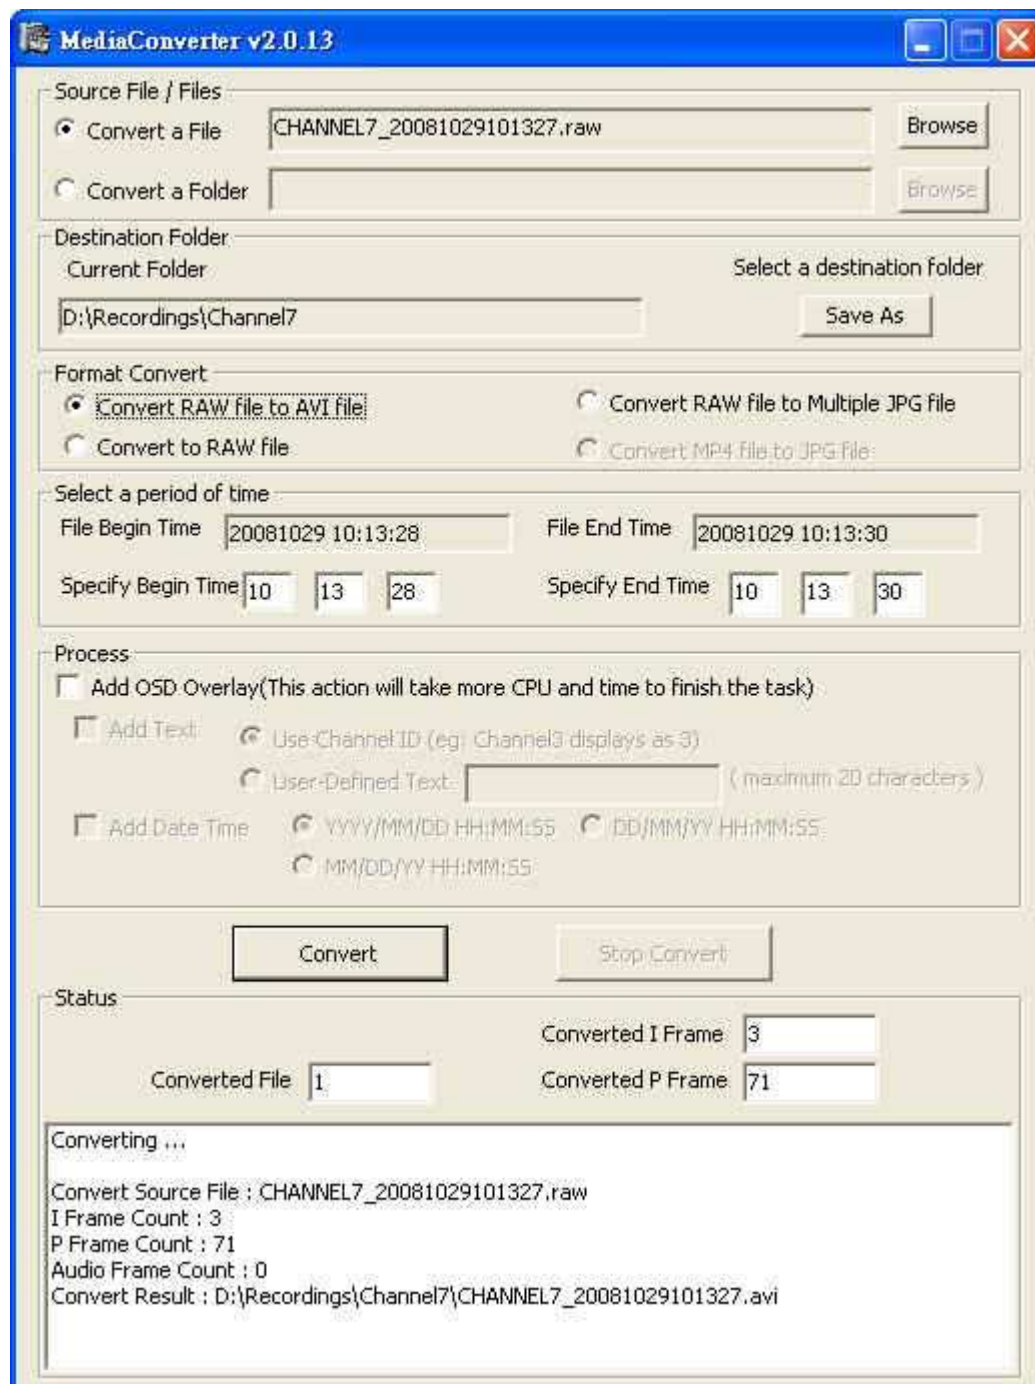 MediaConverter v2.0.13
Source File / Files
Convert a File CHANNEL7_20081029101327.raw Browse
Convert a Folder Browse
Destination Folder
Current Folder Select a destination folder
D:\Recordings\Channel7 Save As
Format Convert
Convert RAW file to AVI file Convert RAW file to Multiple JPG file
Convert to RAW file Convert MP4 file to JPG file
Select a period of time
File Begin Time 20081029 10:13:28 File End Time 20081029 10:13:30
Specify Begin Time 10 13 28 Specify End Time 10 13 30
Process
Add OSD Overlay(This action will take more CPU and time to finish the task)
Add Text Use Channel ID (eg: Channel3 displays as 3)
User-Defined Text ( maximum 20 characters )
Add Date Time YYYY/MM/DD HH:MM:SS DD/MM/YY HH:MM:SS
MM/DD/YY HH:MM:SS
Convert Stop Convert
Status
Converted I Frame 3
Converted File 1 Converted P Frame 71
Converting ...
Convert Source File : CHANNEL7_20081029101327.raw
I Frame Count : 3
P Frame Count : 71
Audio Frame Count : 0
Convert Result : D:\Recordings\Channel7\CHANNEL7_20081029101327.avi